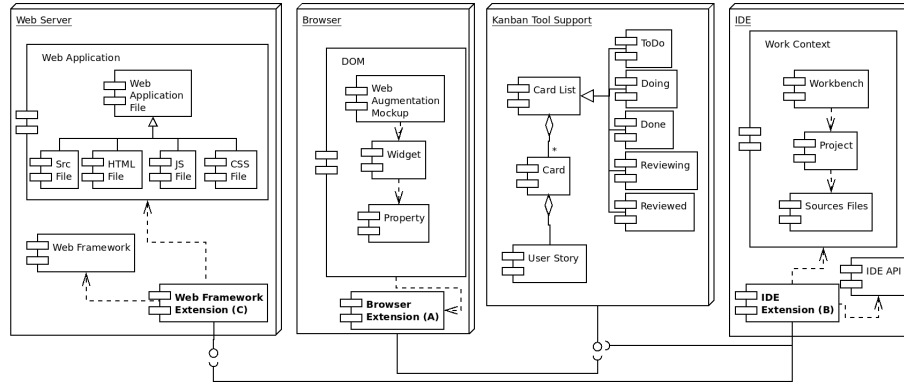 Web Server
Web Application
Web
Application
File
Src
File
HTML
File
JS
File
CSS
File
Web Framework
Web Framework
Extension (C)
Browser
DOM
Web
Augmentation
Mockup
Widget
Property
Browser
Extension (A)
Kanban Tool Support
Card List
*
Card
User Story
ToDo
Doing
Done
Reviewing
Reviewed
IDE
Work Context
Workbench
Project
Sources Files
IDE API
IDE
Extension (B)